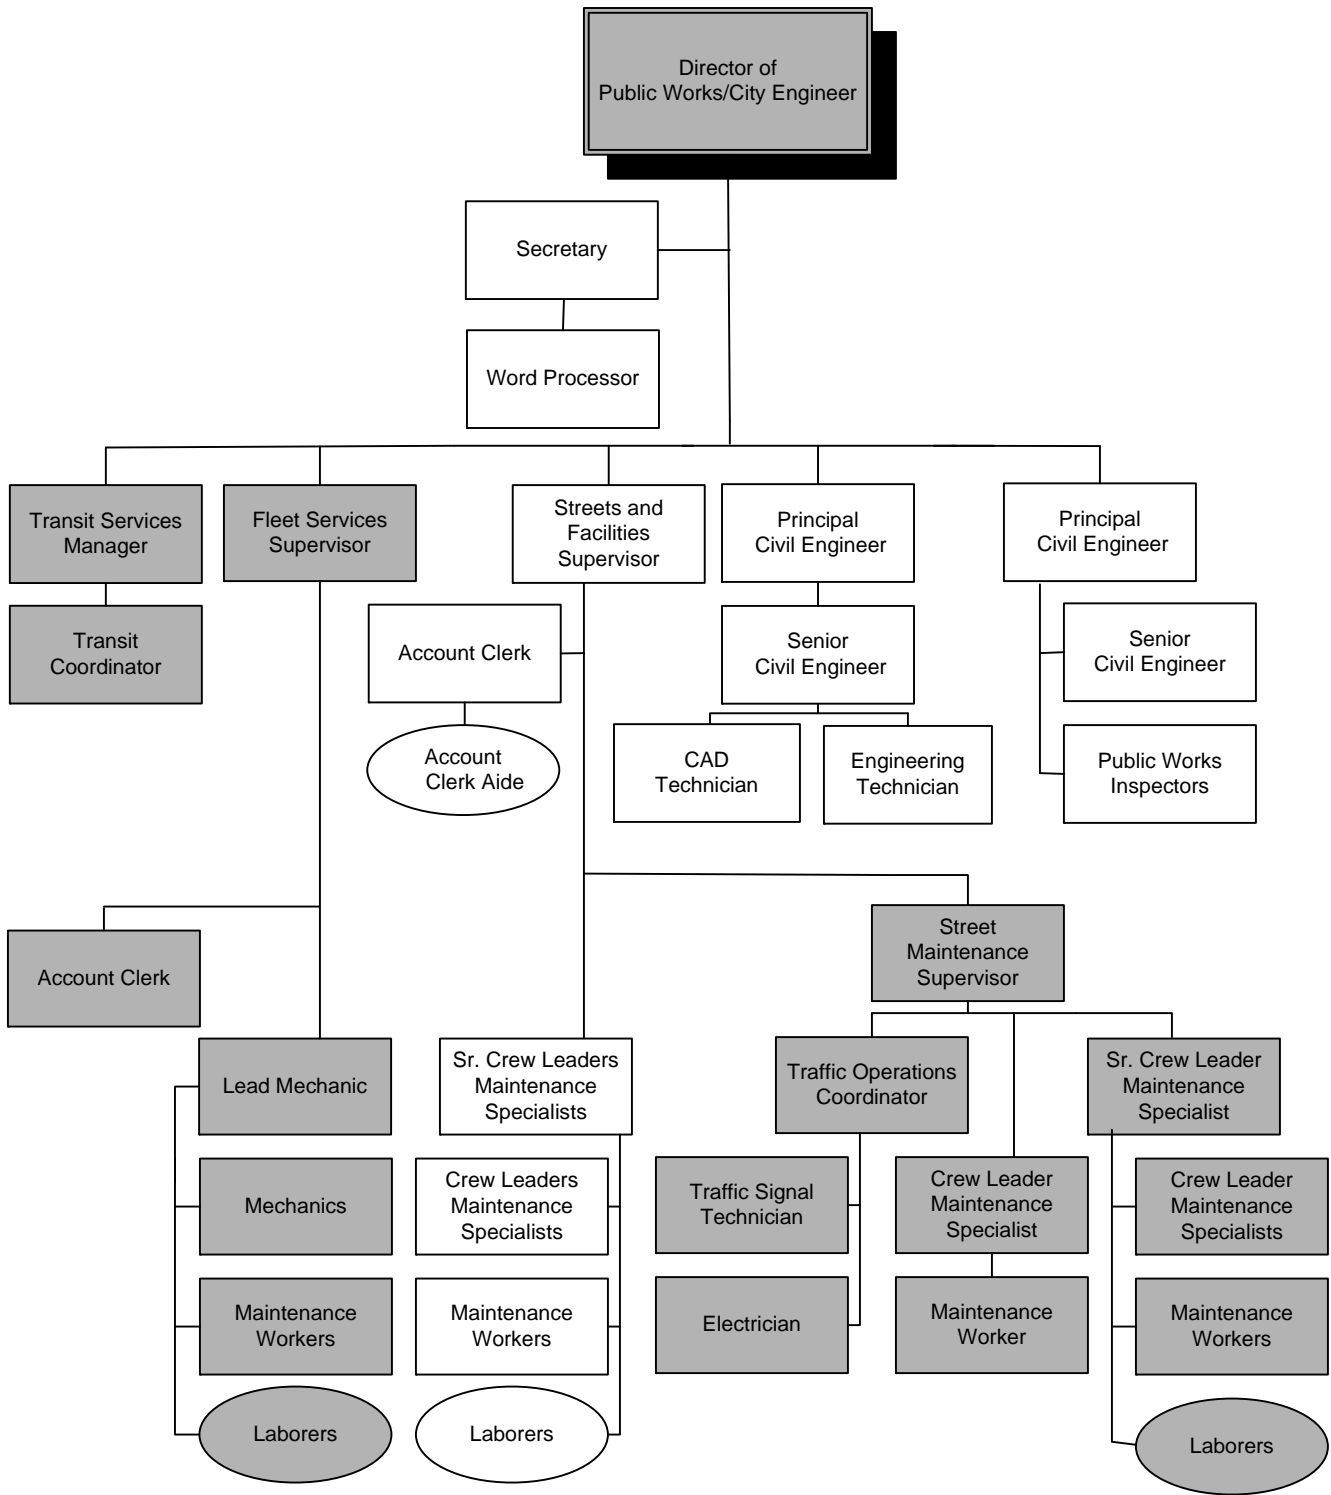 Director of
Public Works/City Engineer
Secretary
Word Processor
Transit Services
Manager
Fleet Services
Supervisor
Streets and
Facilities
Supervisor
Principal
Civil Engineer
Principal
Civil Engineer
Transit
Coordinator
Account Clerk
Senior
Civil Engineer
Senior
Civil Engineer
Account
Clerk Aide
CAD
Technician
Engineering
Technician
Public Works
Inspectors
Account Clerk
Street
Maintenance
Supervisor
Lead Mechanic
Sr. Crew Leaders
Maintenance
Specialists
Traffic Operations
Coordinator
Sr. Crew Leader
Maintenance
Specialist
Mechanics
Crew Leaders
Maintenance
Specialists
Traffic Signal
Technician
Crew Leader
Maintenance
Specialist
Crew Leader
Maintenance
Specialists
Maintenance
Workers
Maintenance
Workers
Electrician
Maintenance
Worker
Maintenance
Workers
Laborers
Laborers
Laborers